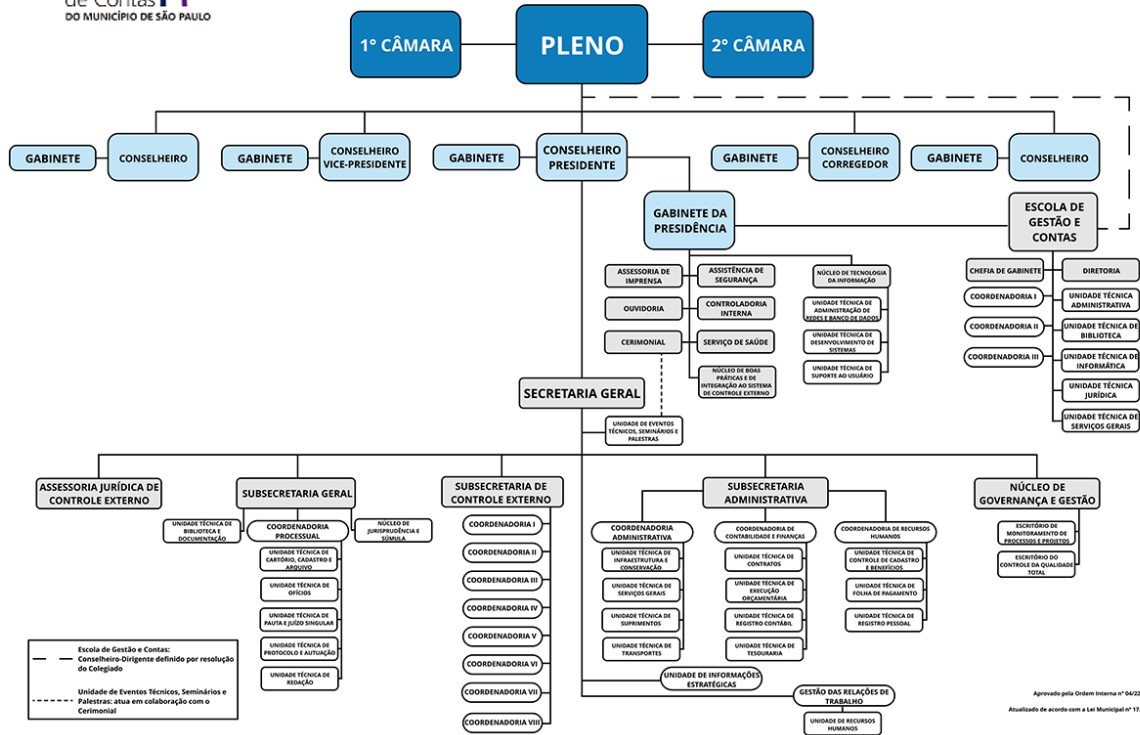 de Contas
DO MUNICÍPIO DE SÃO PAULO
1° CÂMARA
PLENO
2° CÂMARA
GABINETE
CONSELHEIRO
GABINETE
CONSELHEIRO
VICE-PRESIDENTE
GABINETE
CONSELHEIRO
PRESIDENTE
GABINETE
CONSELHEIRO
CORREGEDOR
GABINETE
CONSELHEIRO
GABINETE DA
PRESIDÊNCIA
ESCOLA DE
GESTÃO E
CONTAS
ASSESSORIA DE
IMPRENSA
ASSISTÊNCIA DE
SEGURANÇA
OUVIDORIA
CONTROLADORIA
INTERNA
CERIMONIAL
SERVIÇO DE SAÚDE
NÚCLEO DE BOAS
PRÁTICAS E DE
INTEGRAÇÃO AO SISTEMA
DE CONTROLE EXTERNO
NÚCLEO DE TECNOLOGIA
DA INFORMAÇÃO
UNIDADE TÉCNICA DE
ADMINISTRAÇÃO DE
REDES E BANCO DE DADOS
UNIDADE TÉCNICA DE
DESENVOLVIMENTO DE
SISTEMAS
UNIDADE TÉCNICA DE
SUPORTE AO USUÁRIO
CHEFIA DE GABINETE
DIRETORIA
COORDENADORIA I
COORDENADORIA II
COORDENADORIA III
UNIDADE TÉCNICA
ADMINISTRATIVA
UNIDADE TÉCNICA DE
BIBLIOTECA
UNIDADE TÉCNICA DE
INFORMÁTICA
UNIDADE TÉCNICA
JURÍDICA
UNIDADE TÉCNICA DE
SERVIÇOS GERAIS
SECRETARIA GERAL
UNIDADE DE EVENTOS
TÉCNICOS, SEMINÁRIOS E
PALESTRAS
ASSESSORIA JURÍDICA DE
CONTROLE EXTERNO
SUBSECRETARIA GERAL
UNIDADE TÉCNICA DE
BIBLIOTECA E
DOCUMENTAÇÃO
COORDENADORIA
PROCESSUAL
NÚCLEO DE
JURISPRUDÊNCIA E
SÚMULA
UNIDADE TÉCNICA DE
CARTÓRIO, CADASTRO E
ARQUIVO
UNIDADE TÉCNICA DE
OFÍCIOS
UNIDADE TÉCNICA DE
PAUTA E JUÍZO SINGULAR
UNIDADE TÉCNICA DE
PROTOCOLO E AUTUAÇÃO
UNIDADE TÉCNICA DE
REDAÇÃO
SUBSECRETARIA DE
CONTROLE EXTERNO
COORDENADORIA I
COORDENADORIA II
COORDENADORIA III
COORDENADORIA IV
COORDENADORIA V
COORDENADORIA VI
COORDENADORIA VII
COORDENADORIA VIII
SUBSECRETARIA
ADMINISTRATIVA
COORDENADORIA
ADMINISTRATIVA
UNIDADE TÉCNICA DE
INFRAESTRUTURA E
CONSERVAÇÃO
UNIDADE TÉCNICA DE
SERVIÇOS GERAIS
UNIDADE TÉCNICA DE
SUPRIMENTOS
UNIDADE TÉCNICA DE
TRANSPORTES
COORDENADORIA DE
CONTABILIDADE E FINANÇAS
UNIDADE TÉCNICA DE
CONTRATOS
UNIDADE TÉCNICA DE
EXECUÇÃO
ORÇAMENTÁRIA
UNIDADE TÉCNICA DE
REGISTRO CONTÁBIL
UNIDADE TÉCNICA DE
TESOURARIA
COORDENADORIA DE RECURSOS
HUMANOS
UNIDADE TÉCNICA DE
CONTROLE DE CADASTRO
E BENEFÍCIOS
UNIDADE TÉCNICA DE
FOLHA DE PAGAMENTO
UNIDADE TÉCNICA DE
REGISTRO PESSOAL
NÚCLEO DE
GOVERNANÇA E GESTÃO
ESCRITÓRIO DE
MONITORAMENTO DE
PROCESSOS E PROJETOS
ESCRITÓRIO DO
CONTROLE DA QUALIDADE
TOTAL
UNIDADE DE INFORMAÇÕES
ESTRATÉGICAS
GESTÃO DAS RELAÇÕES DE
TRABALHO
UNIDADE DE RECURSOS
HUMANOS
Escola de Gestão e Contas:
Conselheiro-Dirigente definido por resolução
do Colegiado
Unidade de Eventos Técnicos, Seminários e
Palestras: atua em colaboração com o
Cerimonial
Aprovado pela Ordem Interna n° 04/22
Atualizado de acordo com a Lei Municipal n° 17.